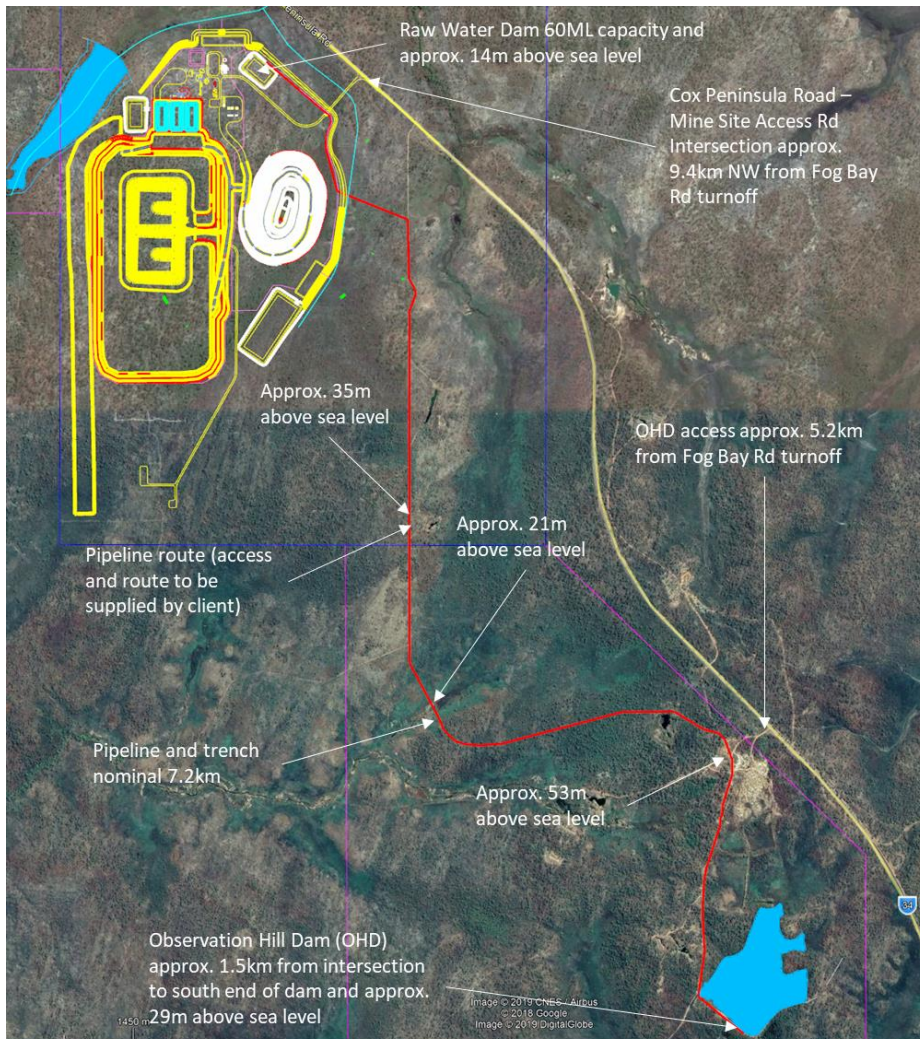 Peninsula Rd
Raw Water Dam 60ML capacity and
approx. 14m above sea level
Cox Peninsula Road –
Mine Site Access Rd
Intersection approx.
9.4km NW from Fog Bay
Rd turnoff
Approx. 35m
above sea level
OHD access approx. 5.2km
from Fog Bay Rd turnoff
Approx. 21m
above sea level
Pipeline route (access
and route to be
supplied by client)
Pipeline and trench
nominal 7.2km
Approx. 53m
above sea level
34
Observation Hill Dam (OHD)
approx. 1.5km from intersection
to south end of dam and approx.
29m above sea level
Image © 2019 CNES / Airbus
© 2018 Google
Image © 2019 DigitalGlobe
1450 m